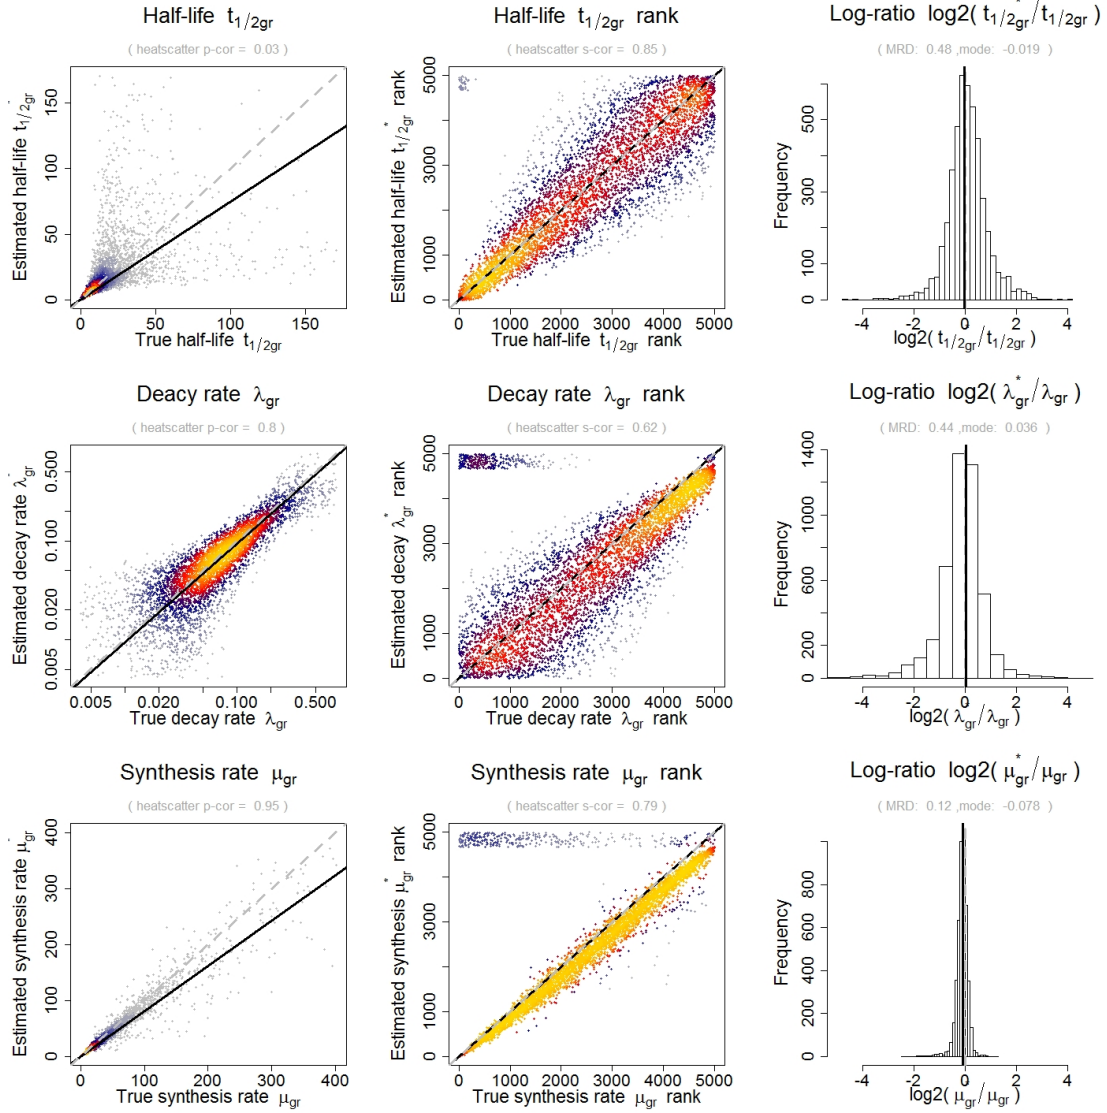 Half-life t1/2gr
( heatscatter p-cor = 0.03 )
Estimated half-life t*1/2gr
150
100
50
0
0 50 100 150
True half-life t1/2gr
Half-life t1/2gr rank
( heatscatter s-cor = 0.85 )
Estimated half-life t*1/2gr rank
5000
3000
1000
0
0 1000 2000 3000 4000 5000
True half-life t1/2gr rank
Log-ratio log2( t*1/2gr/t1/2gr )
( MRD: 0.48 ,mode: -0.019 )
Frequency
500
300
100
0
-4 -2 0 2 4
log2( t*1/2gr/t1/2gr )
Deacy rate λgr
( heatscatter p-cor = 0.8 )
Estimated decay rate λ*gr
0.500
0.100
0.020
0.005
0.005 0.020 0.100 0.500
True decay rate λgr
Decay rate λgr rank
( heatscatter s-cor = 0.62 )
Estimated decay λ*gr rank
5000
3000
1000
0
0 1000 2000 3000 4000 5000
True decay rate λgr rank
Log-ratio log2( λ*gr/λgr )
( MRD: 0.44 ,mode: 0.036 )
Frequency
1400
1000
600
200
0
-4 -2 0 2 4
log2( λ*gr/λgr )
Synthesis rate μgr
( heatscatter p-cor = 0.95 )
Estimated synthesis rate μ*gr
400
300
200
100
0
0 100 200 300 400
True synthesis rate μgr
Synthesis rate μgr rank
( heatscatter s-cor = 0.79 )
Estimated synthesis μ*gr rank
5000
3000
1000
0
0 1000 2000 3000 4000 5000
True synthesis rate μgr rank
Log-ratio log2( μ*gr/μgr )
( MRD: 0.12 ,mode: -0.078 )
Frequency
800
600
400
200
0
-4 -2 0 2 4
log2( μ*gr/μgr )